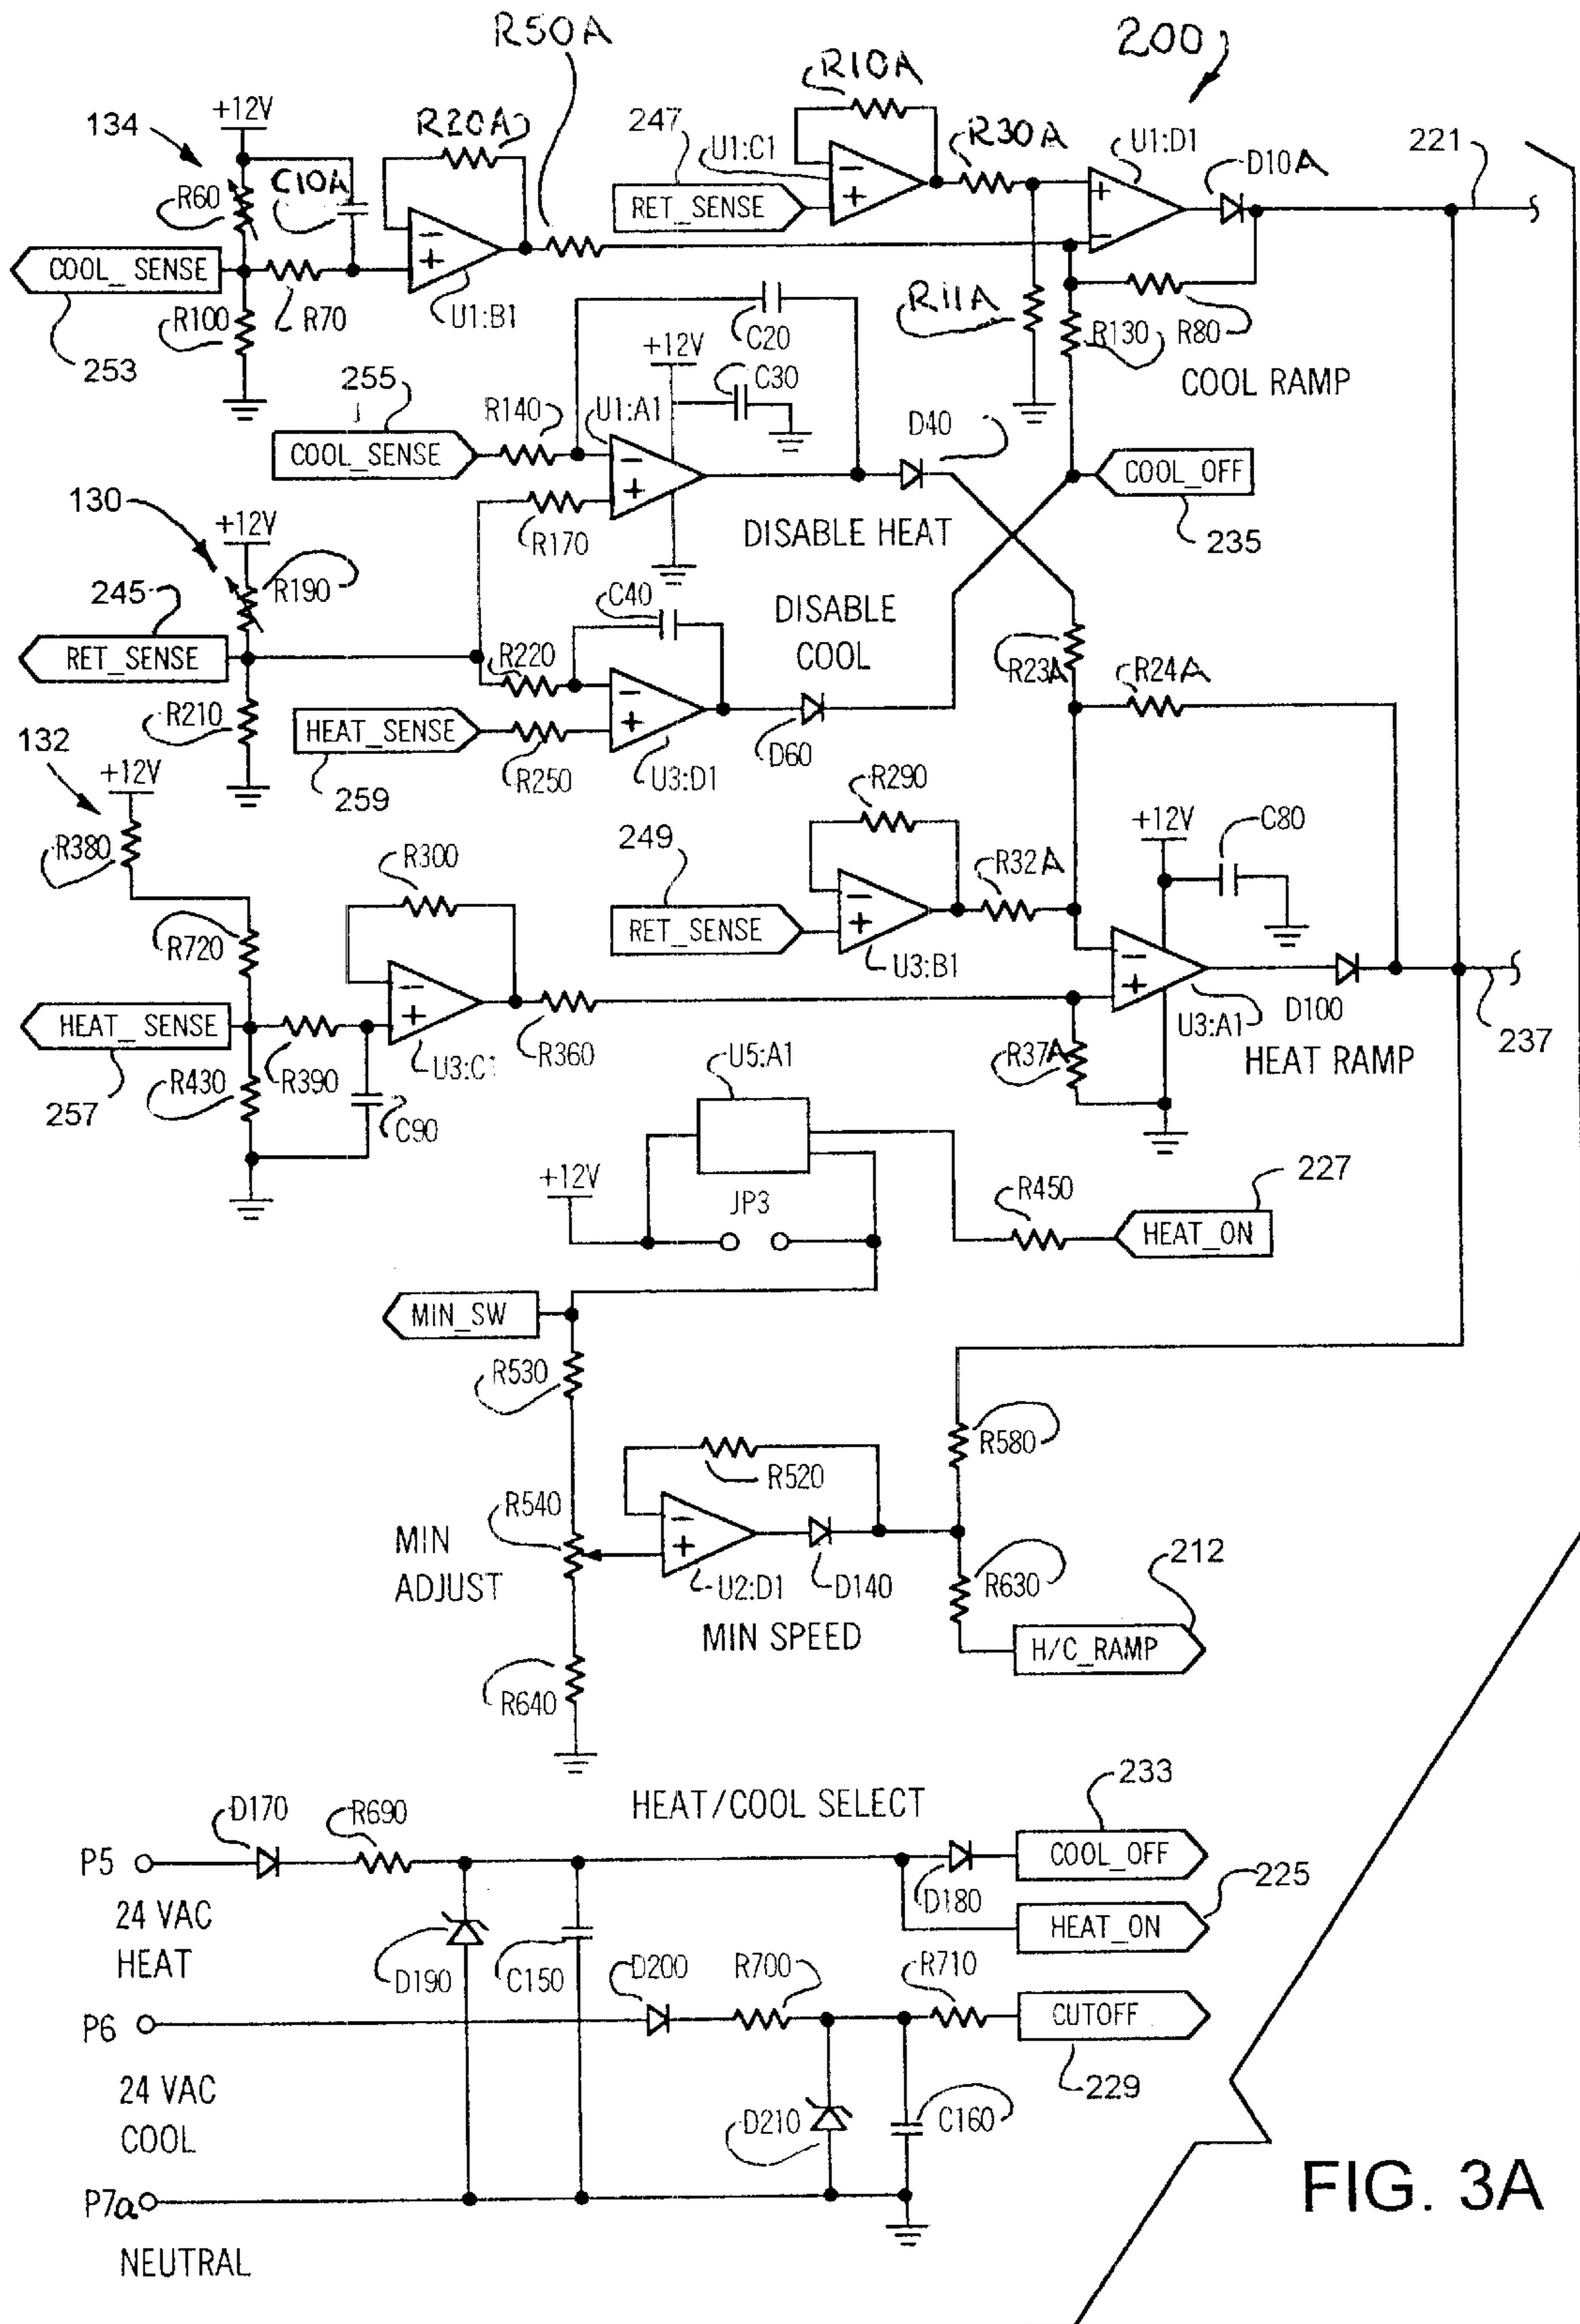 R50A
200
R10A
+12V
134
R20A
247
U1:C1
R30A
U1:D1
D10A
221
R60
C10A
RET_SENSE
COOL_SENSE
R100
R70
U1:B1
253
C20
R11A
R130
R80
COOL RAMP
+12V
C30
255
R140
U1:A1
D40
COOL_SENSE
COOL_OFF
130
+12V
R170
DISABLE HEAT
235
245
R190
C40
DISABLE
COOL
RET_SENSE
R220
R23A
R24A
R210
HEAT_SENSE
132
+12V
R250
U3:D1
D60
259
R290
R380
R300
249
R32A
+12V
C80
R720
RET_SENSE
U3:B1
HEAT_SENSE
R390
U3:C1
R360
U5:A1
R37A
U3:A1
D100
237
HEAT RAMP
257
R430
C90
+12V
JP3
R450
227
HEAT_ON
MIN_SW
R530
R580
R520
R540
MIN
ADJUST
U2:D1
D140
R630
212
MIN SPEED
H/C_RAMP
R640
HEAT/COOL SELECT
233
D170
R690
P5
COOL_OFF
24 VAC
HEAT
D180
225
HEAT_ON
D190
C150
D200
R700
R710
P6
CUTOFF
24 VAC
COOL
D210
C160
229
P7a
NEUTRAL
FIG. 3A